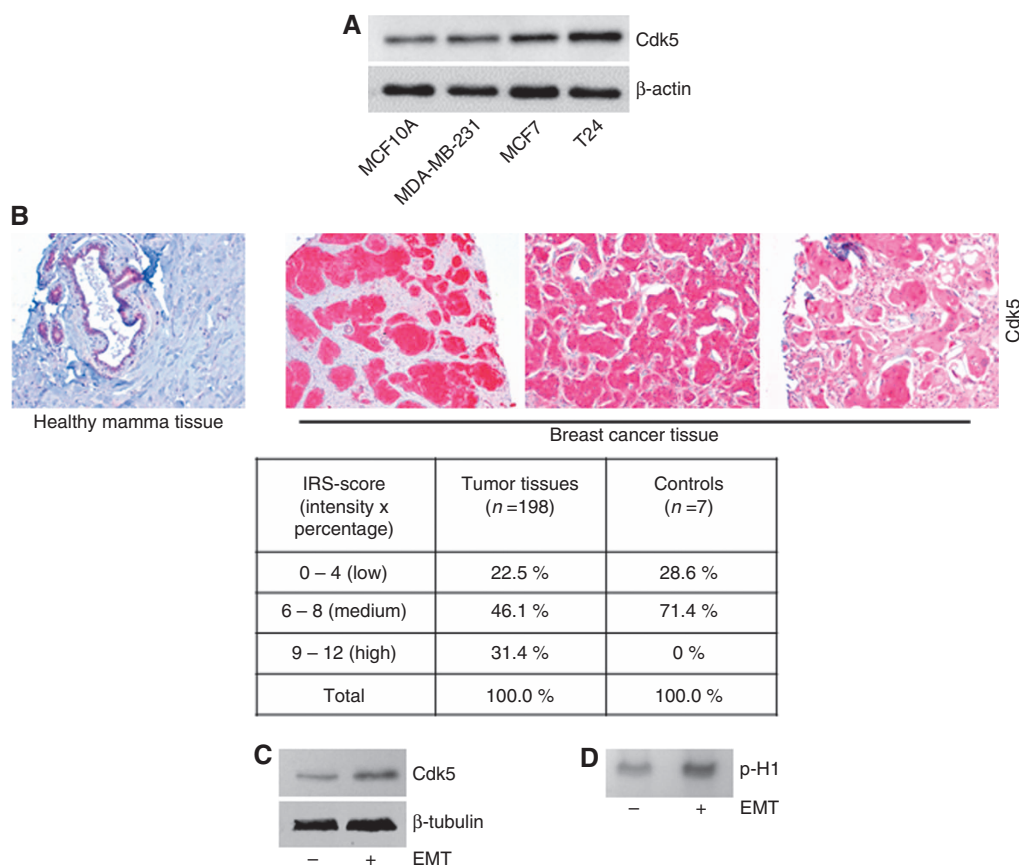 A
Cdk5
β-actin
MCF10A
MDA-MB-231
MCF7
T24
B
Cdk5
Healthy mamma tissue
Breast cancer tissue
IRS-score
(intensity x
percentage)
Tumor tissues
(n =198)
Controls
(n =7)
0 – 4 (low)
22.5 %
28.6 %
6 – 8 (medium)
46.1 %
71.4 %
9 – 12 (high)
31.4 %
0 %
Total
100.0 %
100.0 %
C
Cdk5
β-tubulin
– + EMT
D
p-H1
– + EMT